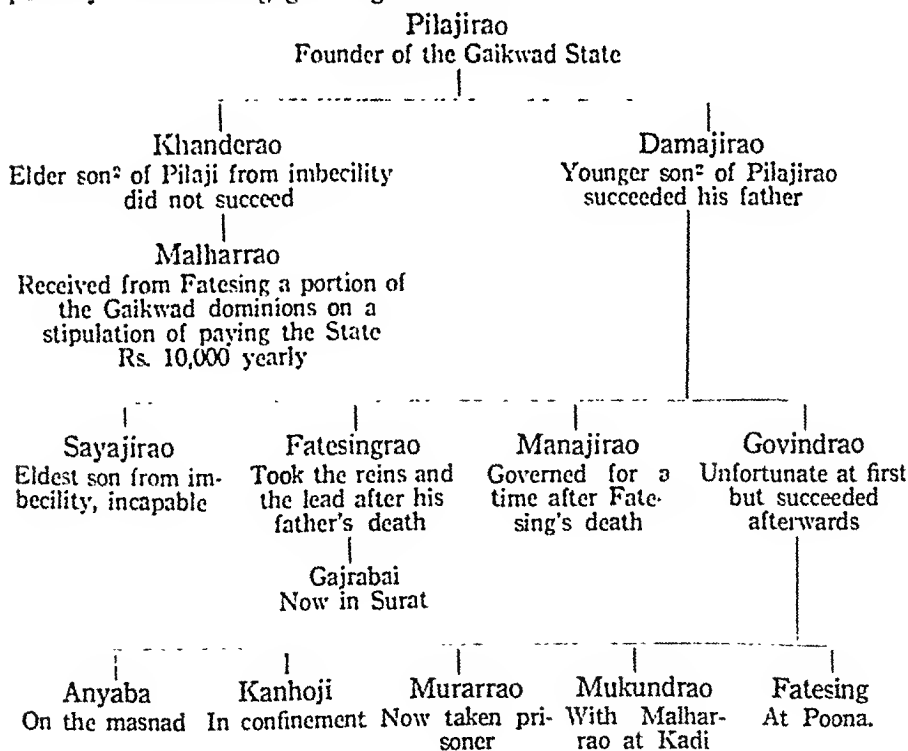 Pilajirao
Founder of the Gaikwad State
Khanderao
Elder son² of Pilaji from imbecility
did not succeed
Damajirao
Younger son² of Pilajirao
succeeded his father
Malharrao
Received from Fatesing a portion of
the Gaikwad dominions on a
stipulation of paying the State
Rs. 10,000 yearly
Sayajirao
Eldest son from im-
becility, incapable
Fatesingrao
Took the reins and
the lead after his
father's death
Manajirao
Governed for a
time after Fate-
sing's death
Govindrao
Unfortunate at first
but succeeded
afterwards
Gajrabai
Now in Surat
Anyaba
On the masnad
Kanhoji
In confinement
Murarrao
Now taken pri-
soner
Mukundrao
With Malhar-
rao at Kadi
Fatesing
At Poona.